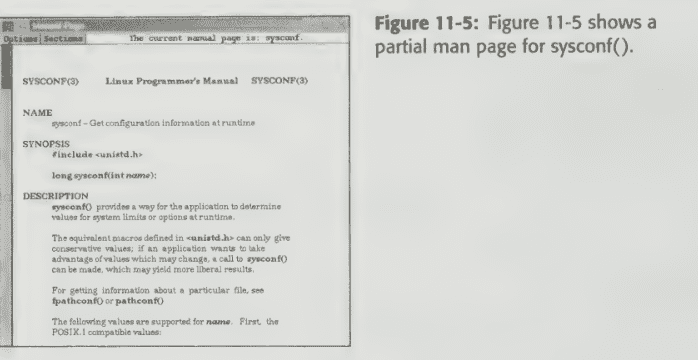 Manual Page
Options Sections The current manual page is: sysconf.
SYSCONF(3) Linux Programmer's Manual SYSCONF(3)
NAME
sysconf – Get configuration information at runtime
SYNOPSIS
#include <unistd.h>
long sysconf(int name);
DESCRIPTION
sysconf() provides a way for the application to determine
values for system limits or options at runtime.
The equivalent macros defined in <unistd.h> can only give
conservative values; if an application wants to take
advantage of values which may change, a call to sysconf()
can be made, which may yield more liberal results.
For getting information about a particular file, see
fpathconf() or pathconf()
The following values are supported for name. First, the
POSIX.1 compatible values:
Figure 11-5: Figure 11-5 shows a
partial man page for sysconf().